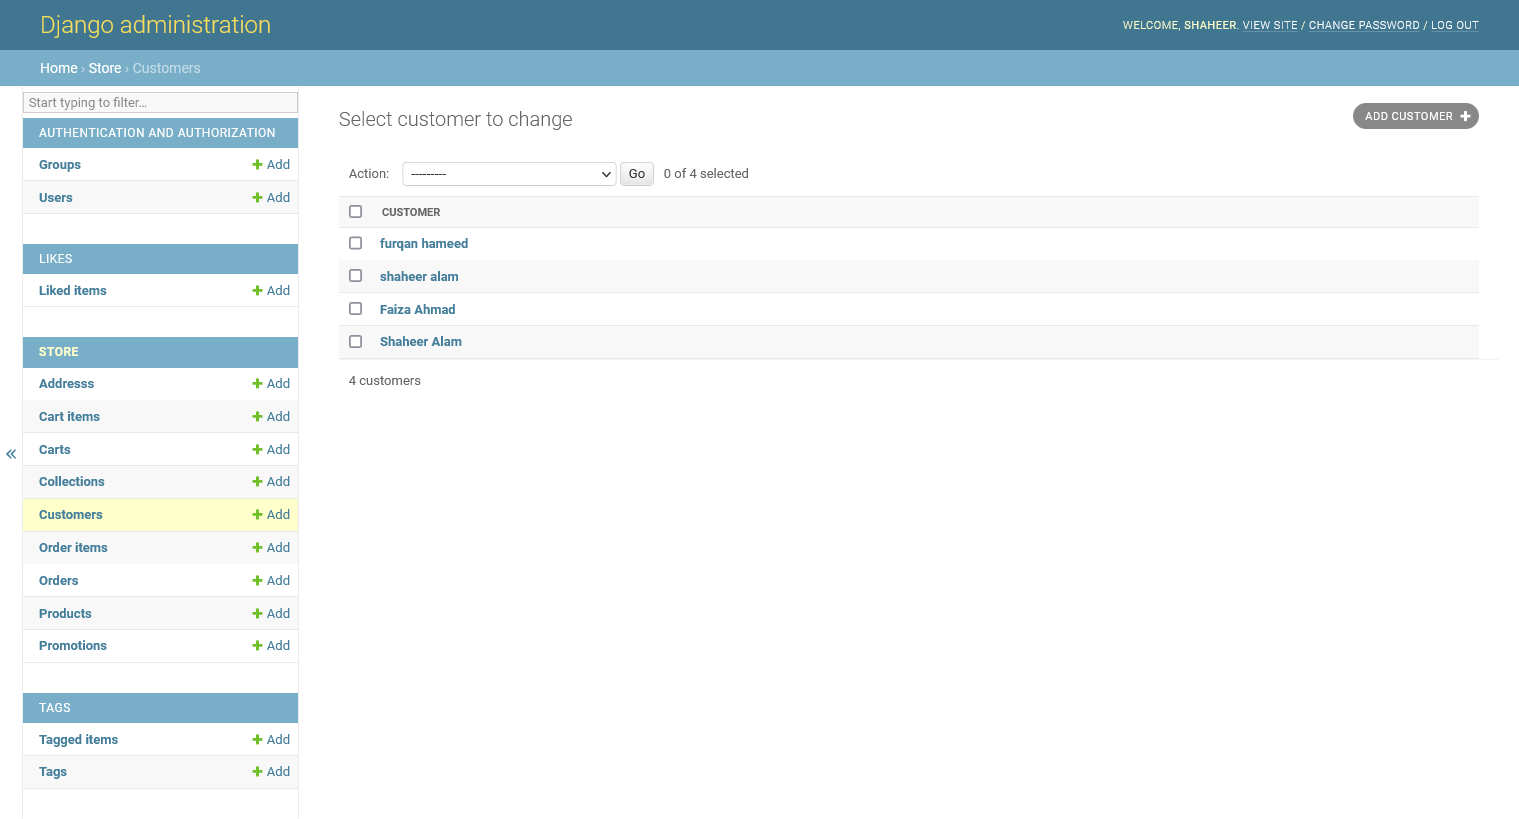 Django administration
WELCOME, SHAHEER. VIEW SITE / CHANGE PASSWORD / LOG OUT
Home › Store › Customers
Start typing to filter...
AUTHENTICATION AND AUTHORIZATION
Groups + Add
Users + Add
LIKES
Liked items + Add
STORE
Addresss + Add
Cart items + Add
Carts + Add
Collections + Add
Customers + Add
Order items + Add
Orders + Add
Products + Add
Promotions + Add
TAGS
Tagged items + Add
Tags + Add
«
Select customer to change
ADD CUSTOMER +
Action: --------- Go 0 of 4 selected
CUSTOMER
furqan hameed
shaheer alam
Faiza Ahmad
Shaheer Alam
4 customers